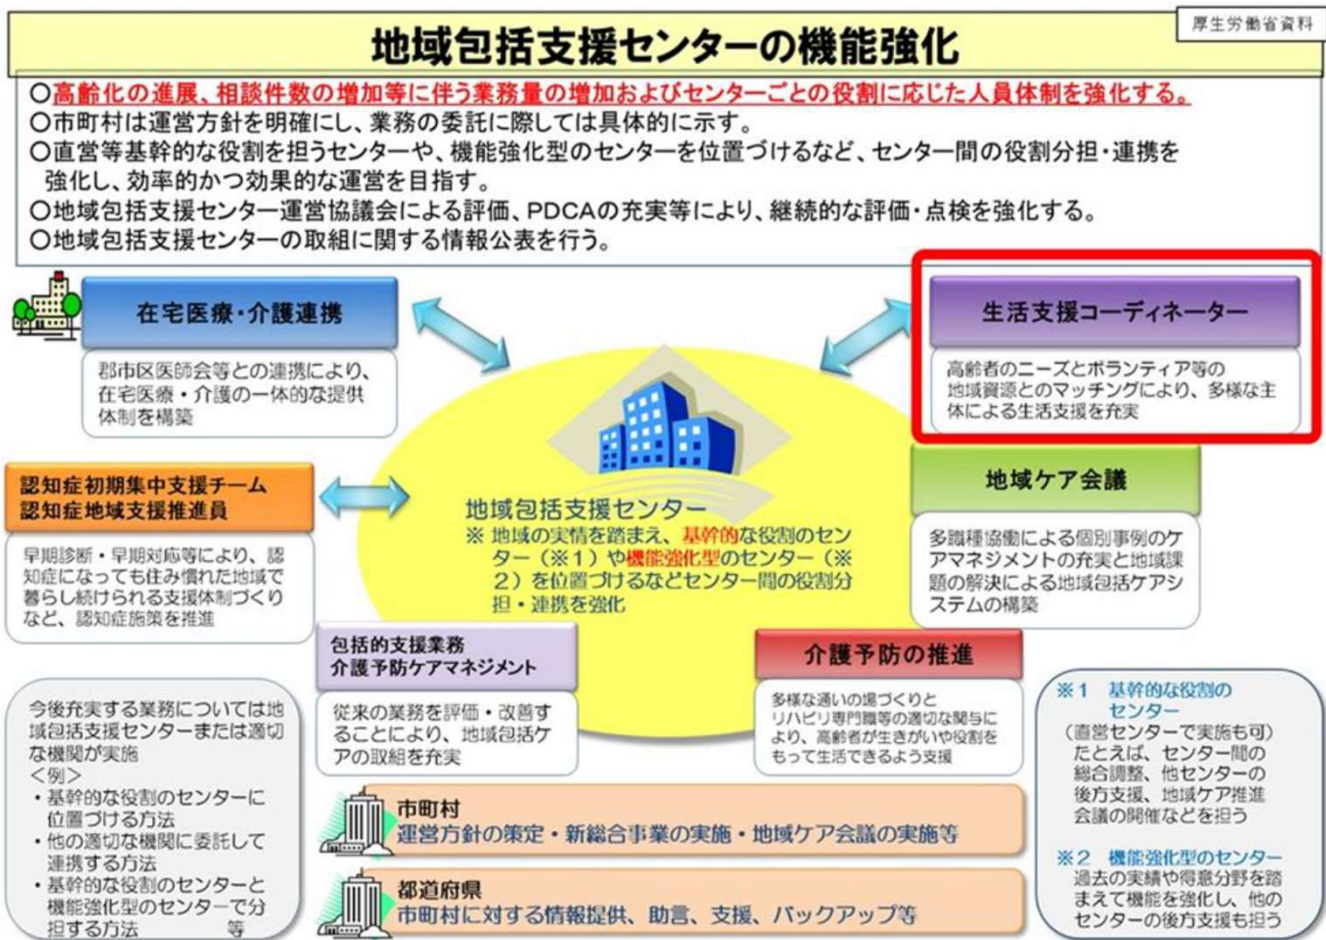 厚生労働省資料
地域包括支援センターの機能強化
○高齢化の進展、相談件数の増加等に伴う業務量の増加およびセンターごとの役割に応じた人員体制を強化する。
○市町村は運営方針を明確にし、業務の委託に際しては具体的に示す。
○直営等基幹的な役割を担うセンターや、機能強化型のセンターを位置づけるなど、センター間の役割分担・連携を
強化し、効率的かつ効果的な運営を目指す。
○地域包括支援センター運営協議会による評価、PDCAの充実等により、継続的な評価・点検を強化する。
○地域包括支援センターの取組に関する情報公表を行う。
在宅医療・介護連携
郡市区医師会等との連携により、
在宅医療・介護の一体的な提供
体制を構築
生活支援コーディネーター
高齢者のニーズとボランティア等の
地域資源とのマッチングにより、多様な主
体による生活支援を充実
認知症初期集中支援チーム
認知症地域支援推進員
早期診断・早期対応等により、認
知症になっても住み慣れた地域で
暮らし続けられる支援体制づくり
など、認知症施策を推進
地域包括支援センター
※ 地域の実情を踏まえ、基幹的な役割のセン
ター（※１）や機能強化型のセンター（※
２）を位置づけるなどセンター間の役割分
担・連携を強化
地域ケア会議
多職種協働による個別事例のケ
アマネジメントの充実と地域課
題の解決による地域包括ケアシ
ステムの構築
包括的支援業務
介護予防ケアマネジメント
従来の業務を評価・改善す
ることにより、地域包括ケ
アの取組を充実
介護予防の推進
多様な通いの場づくりと
リハビリ専門職等の適切な関与に
より、高齢者が生きがいや役割を
もって生活できるよう支援
今後充実する業務については地
域包括支援センターまたは適切
な機関が実施
＜例＞
・基幹的な役割のセンターに
位置づける方法
・他の適切な機関に委託して
連携する方法
・基幹的な役割のセンターと
機能強化型のセンターで分
担する方法 等
市町村
運営方針の策定・新総合事業の実施・地域ケア会議の実施等
都道府県
市町村に対する情報提供、助言、支援、バックアップ等
※１ 基幹的な役割の
センター
（直営センターで実施も可）
たとえば、センター間の
総合調整、他センターの
後方支援、地域ケア推進
会議の開催などを担う
※２ 機能強化型のセンター
過去の実績や得意分野を踏
まえて機能を強化し、他の
センターの後方支援も担う